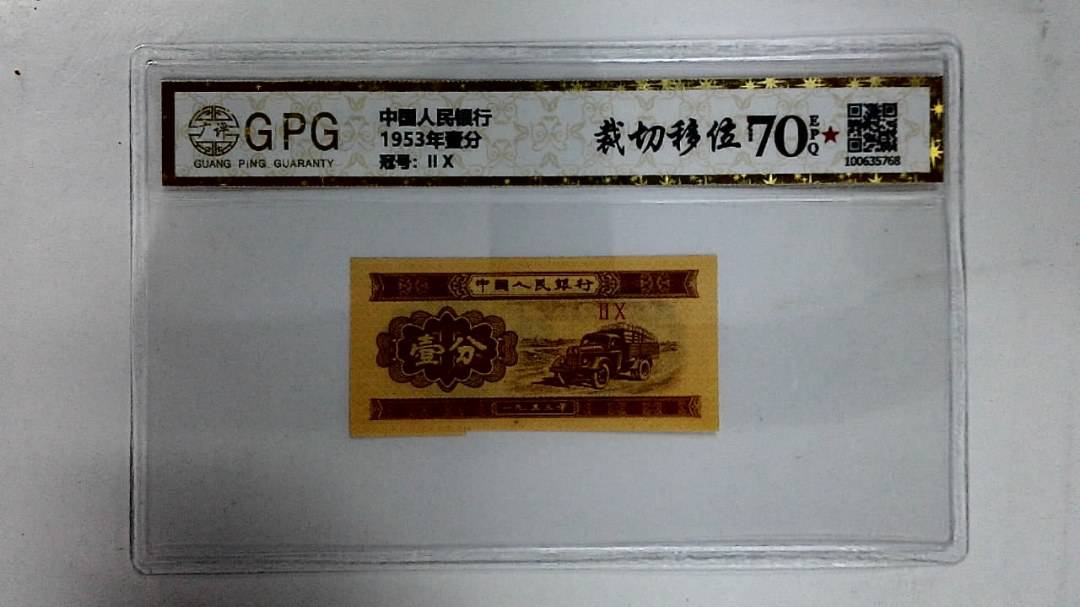 广评
GPG
GUANG PING GUARANTY
中国人民银行
1953年壹分
冠号: II X
裁切移位
70
EPQ
100635768
中國人民銀行
II X
壹分
一九五三年